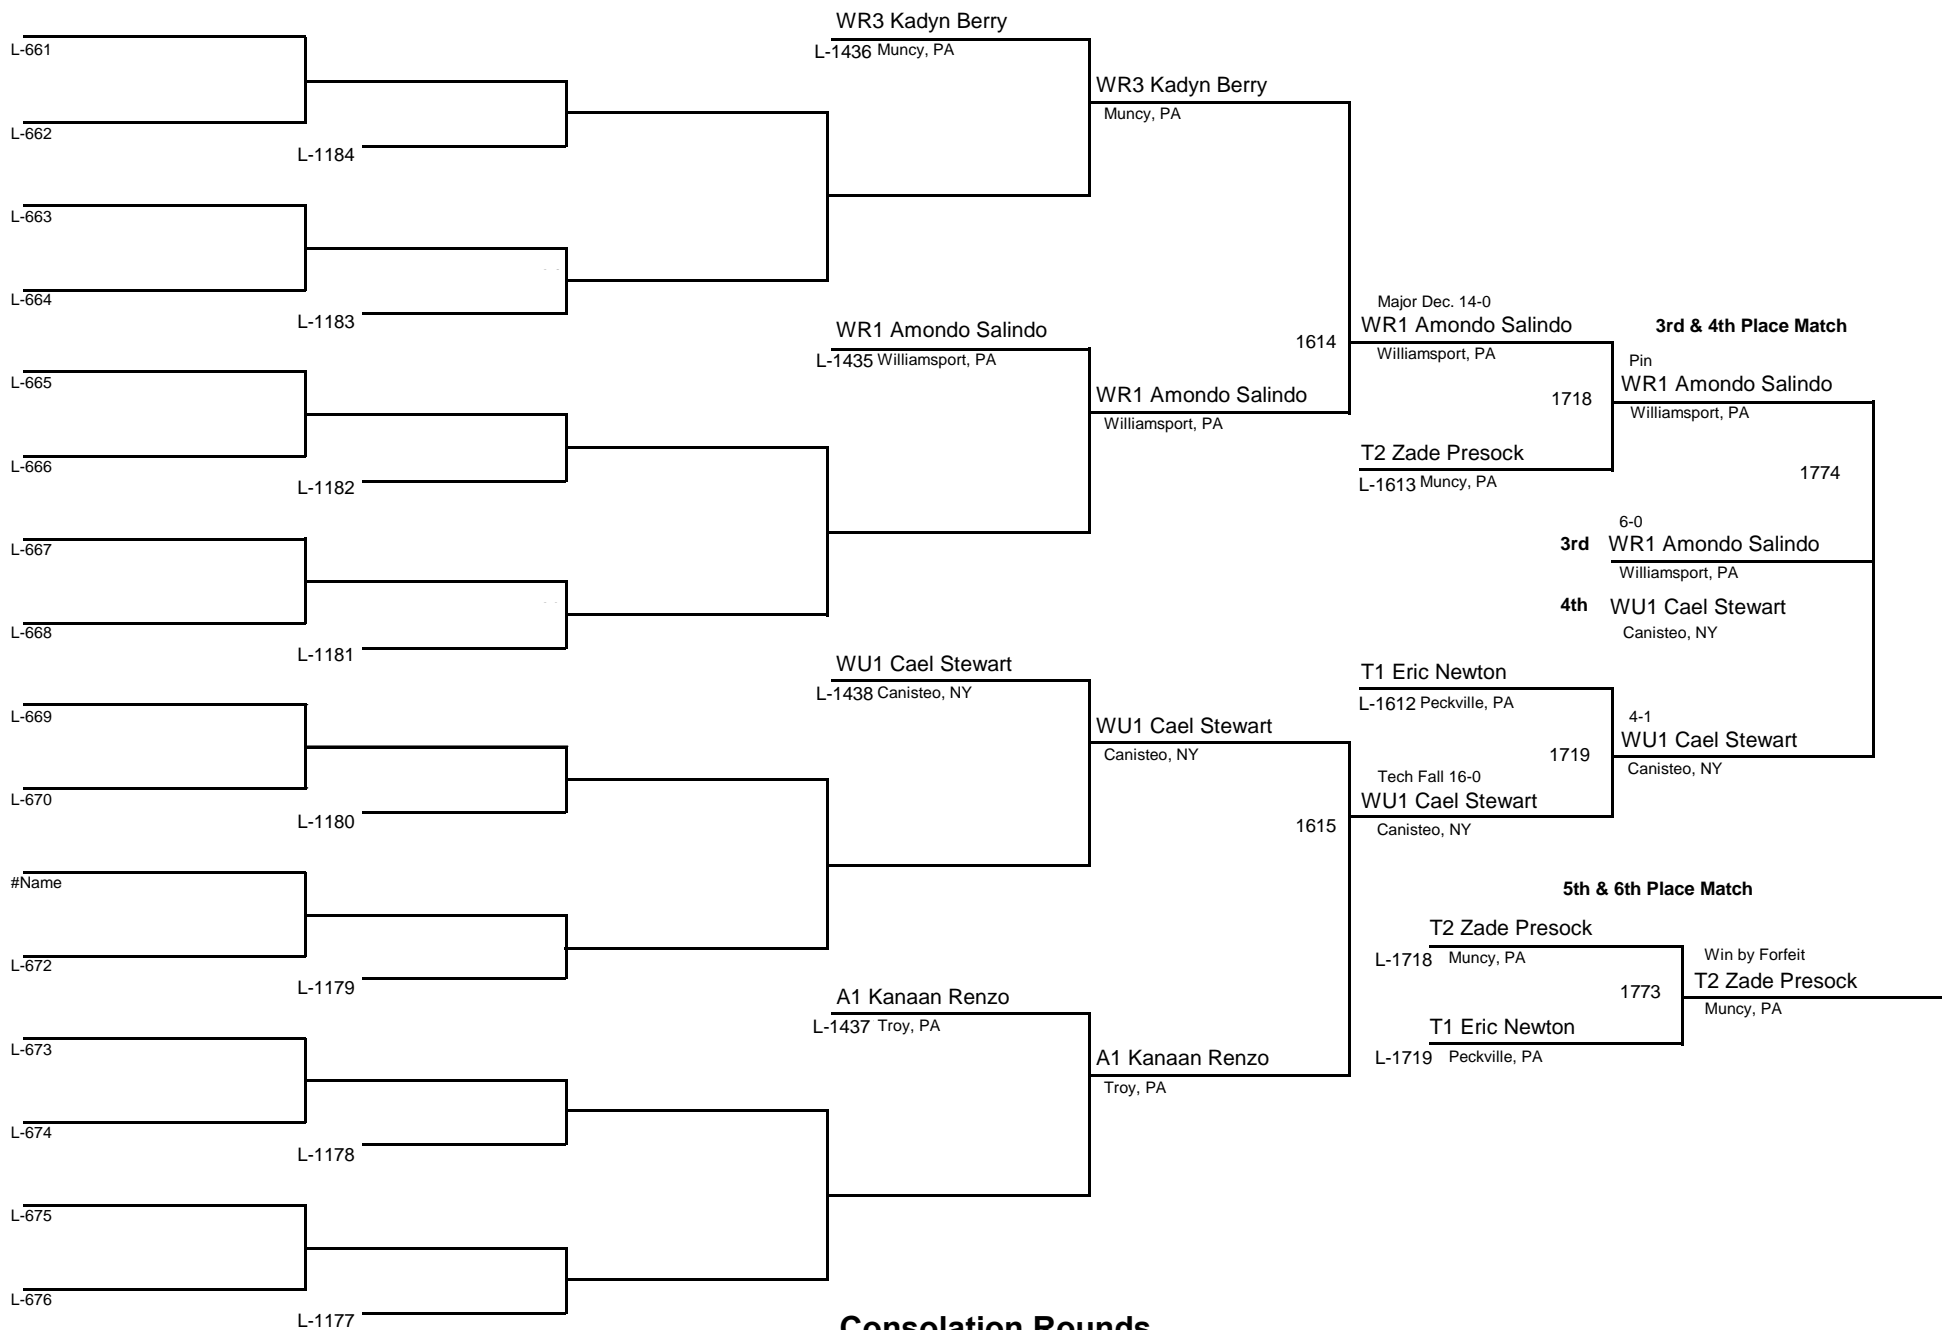 L-661
L-662
L-1184
L-663
L-664
L-1183
L-665
L-666
L-1182
L-667
L-668
L-1181
L-669
L-670
L-1180
#Name
L-672
L-1179
L-673
L-674
L-1178
L-675
L-676
L-1177
WR3 Kadyn Berry
L-1436 Muncy, PA
WR1 Amondo Salindo
L-1435 Williamsport, PA
WU1 Cael Stewart
L-1438 Canisteo, NY
A1 Kanaan Renzo
L-1437 Troy, PA
WR3 Kadyn Berry
Muncy, PA
1614
WR1 Amondo Salindo
Williamsport, PA
WU1 Cael Stewart
Canisteo, NY
1615
A1 Kanaan Renzo
Troy, PA
Major Dec. 14-0
WR1 Amondo Salindo
Williamsport, PA
1718
T2 Zade Presock
L-1613 Muncy, PA
T1 Eric Newton
L-1612 Peckville, PA
1719
Tech Fall 16-0
WU1 Cael Stewart
Canisteo, NY
3rd & 4th Place Match
Pin
WR1 Amondo Salindo
Williamsport, PA
1774
6-0
3rd WR1 Amondo Salindo
Williamsport, PA
4th WU1 Cael Stewart
Canisteo, NY
4-1
WU1 Cael Stewart
Canisteo, NY
5th & 6th Place Match
T2 Zade Presock
L-1718 Muncy, PA
1773
T1 Eric Newton
L-1719 Peckville, PA
Win by Forfeit
T2 Zade Presock
Muncy, PA
Consolation Rounds